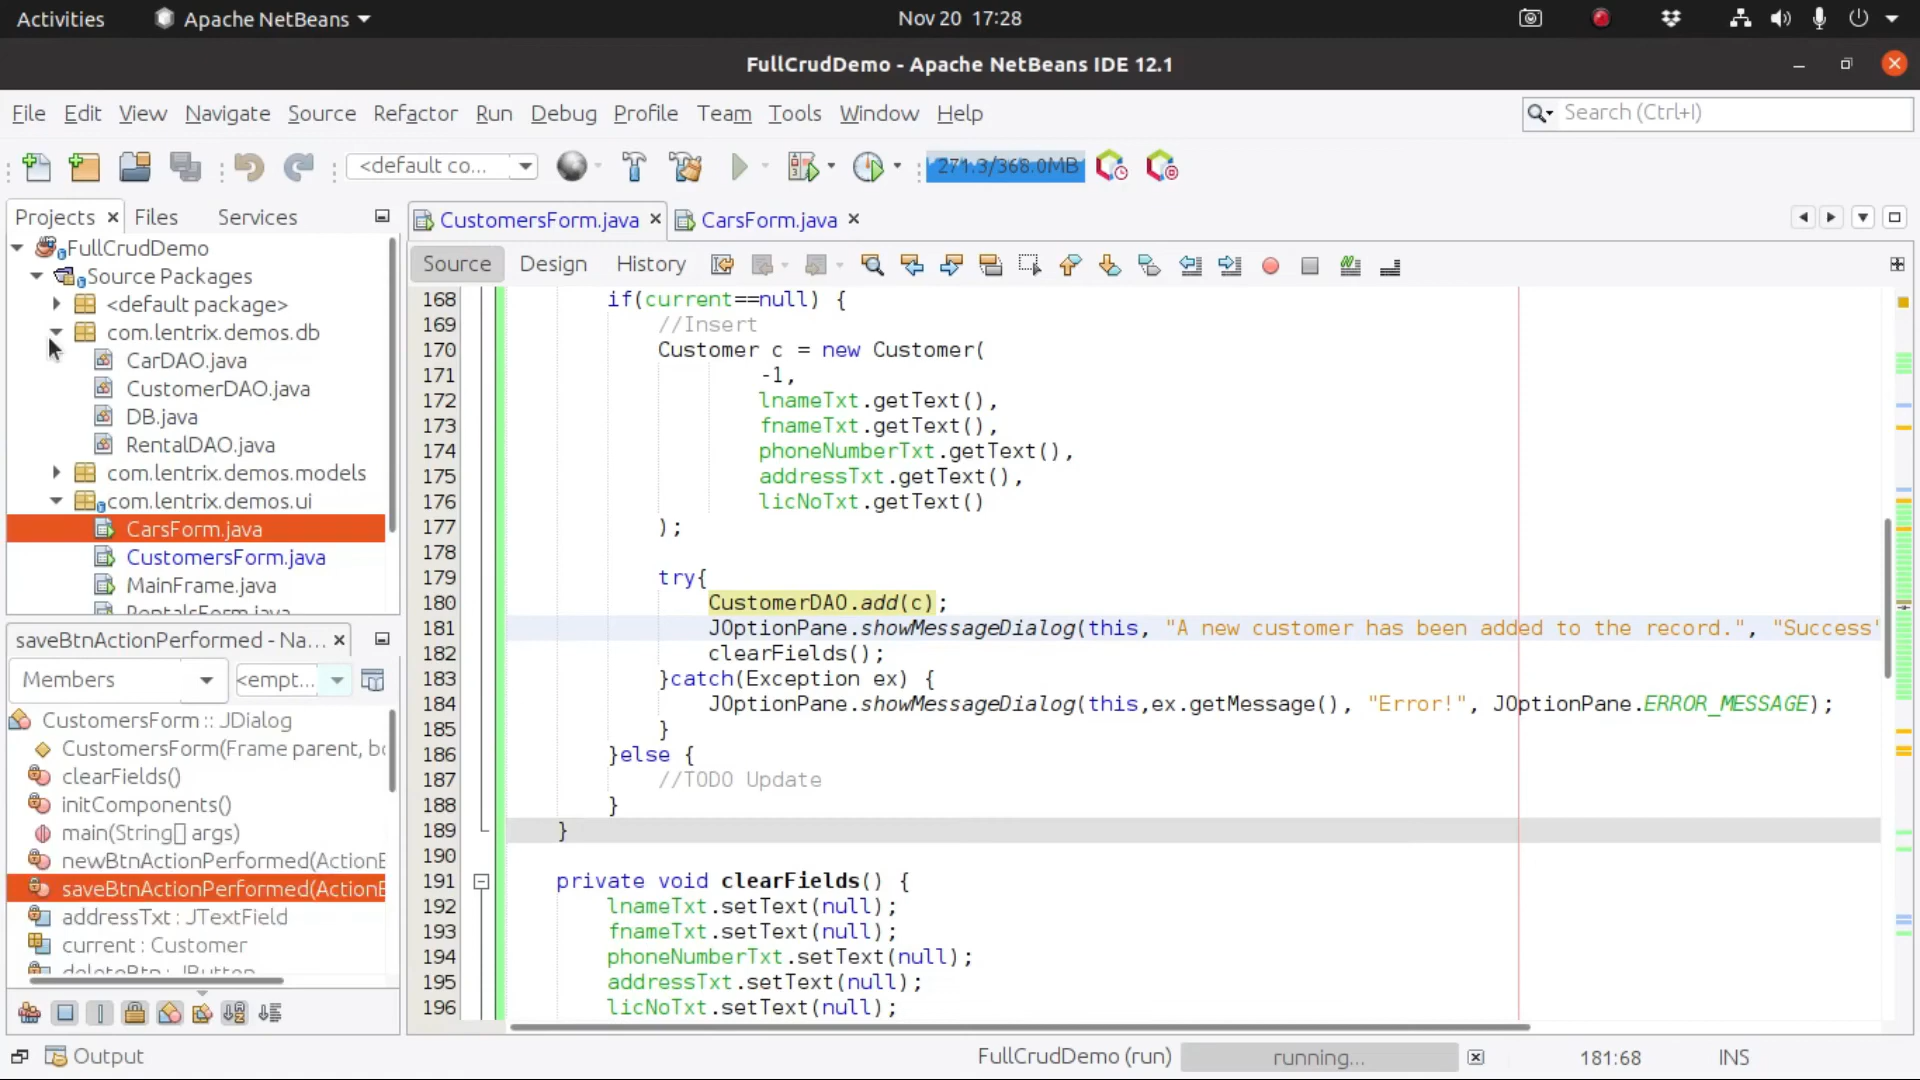 Activities
Apache NetBeans
Nov 20 17:28
FullCrudDemo - Apache NetBeans IDE 12.1
File Edit View Navigate Source Refactor Run Debug Profile Team Tools Window Help
Search (Ctrl+I)
<default co...
271.3/368.0MB
Projects
Files
Services
FullCrudDemo
Source Packages
<default package>
com.lentrix.demos.db
CarDAO.java
CustomerDAO.java
DB.java
RentalDAO.java
com.lentrix.demos.models
com.lentrix.demos.ui
CarsForm.java
CustomersForm.java
MainFrame.java
RentalsForm.java
saveBtnActionPerformed - Na...
Members
<empt...
CustomersForm :: JDialog
CustomersForm(Frame parent, bo
clearFields()
initComponents()
main(String[] args)
newBtnActionPerformed(ActionE
saveBtnActionPerformed(ActionE
addressTxt : JTextField
current : Customer
deleteBtn : JButton
CustomersForm.java
CarsForm.java
Source Design History
168 if(current==null) {
169 //Insert
170 Customer c = new Customer(
171 -1,
172 lnameTxt.getText(),
173 fnameTxt.getText(),
174 phoneNumberTxt.getText(),
175 addressTxt.getText(),
176 licNoTxt.getText()
177 );
178
179 try{
180 CustomerDAO.add(c);
181 JOptionPane.showMessageDialog(this, "A new customer has been added to the record.", "Success"
182 clearFields();
183 }catch(Exception ex) {
184 JOptionPane.showMessageDialog(this,ex.getMessage(), "Error!", JOptionPane.ERROR_MESSAGE);
185 }
186 }else {
187 //TODO Update
188 }
189 }
190
191 private void clearFields() {
192 lnameTxt.setText(null);
193 fnameTxt.setText(null);
194 phoneNumberTxt.setText(null);
195 addressTxt.setText(null);
196 licNoTxt.setText(null);
Output
FullCrudDemo (run)
running...
181:68
INS